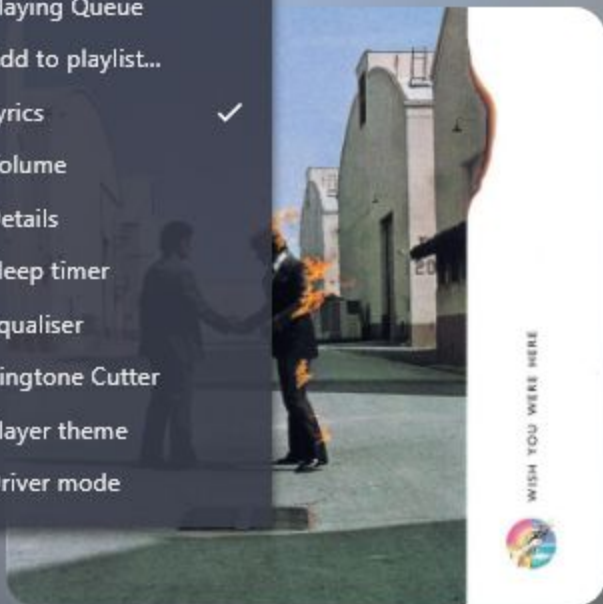 laying Queue
dd to playlist...
yrics
olume
etails
leep timer
qualiser
ingtone Cutter
layer theme
river mode
20
WISH YOU WERE HERE